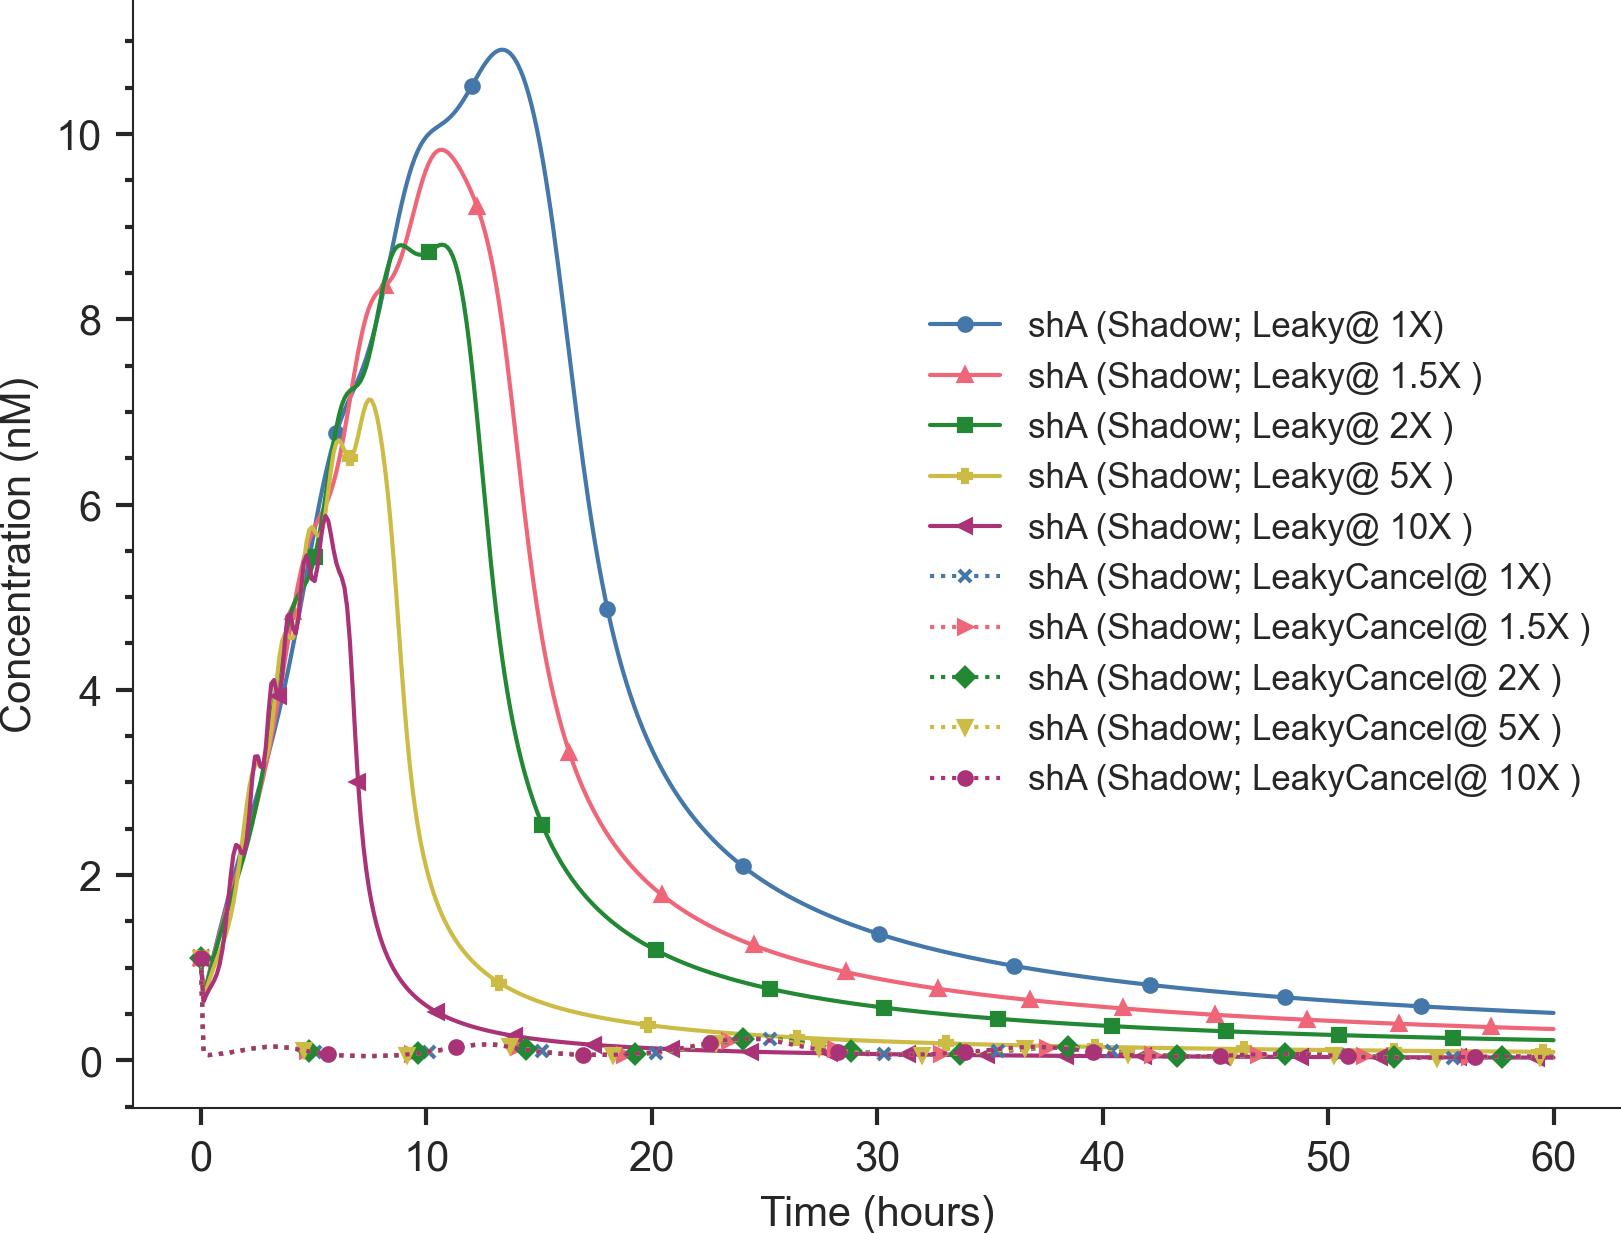 Concentration (nM)
10
8
6
4
2
0
shA (Shadow; Leaky@ 1X)
shA (Shadow; Leaky@ 1.5X )
shA (Shadow; Leaky@ 2X )
shA (Shadow; Leaky@ 5X )
shA (Shadow; Leaky@ 10X )
shA (Shadow; LeakyCancel@ 1X)
shA (Shadow; LeakyCancel@ 1.5X )
shA (Shadow; LeakyCancel@ 2X )
shA (Shadow; LeakyCancel@ 5X )
shA (Shadow; LeakyCancel@ 10X )
0 10 20 30 40 50 60
Time (hours)